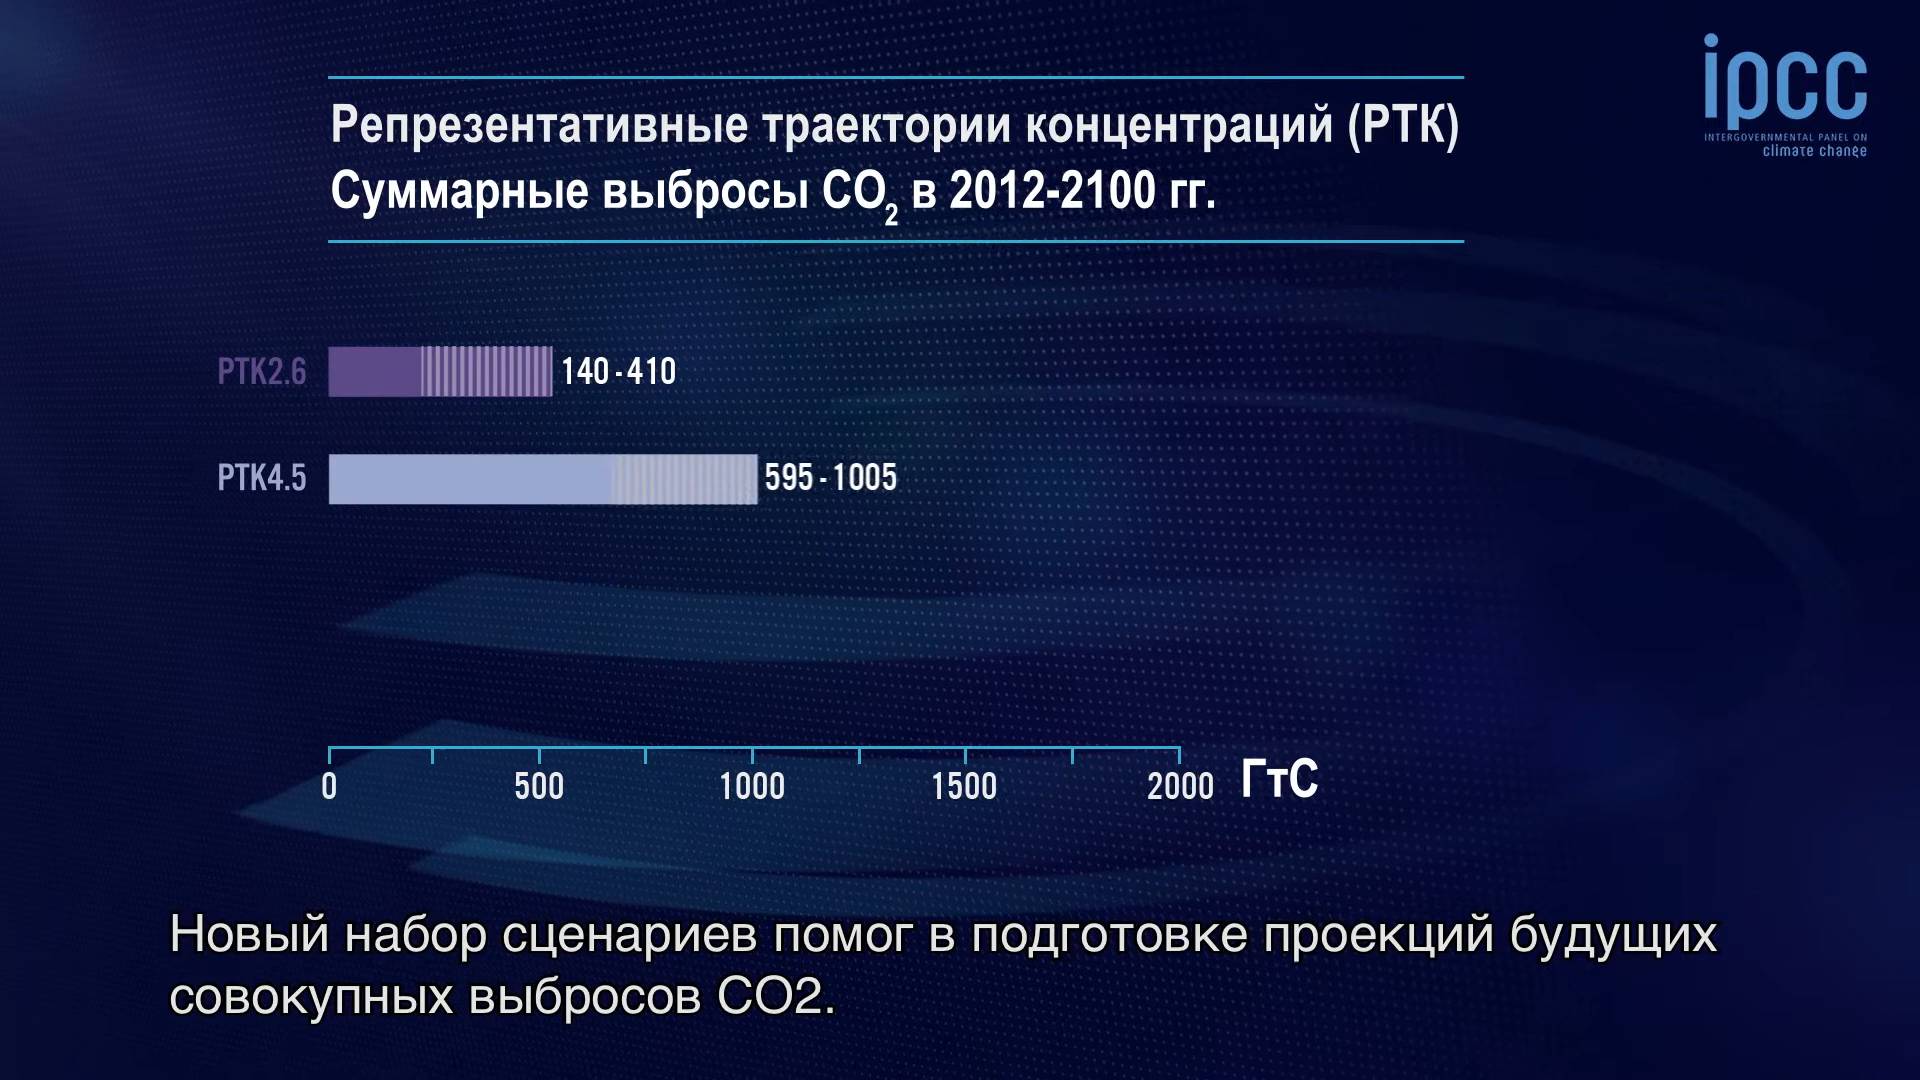 ipcc
INTERGOVERNMENTAL PANEL ON
climate change
Репрезентативные траектории концентраций (РТК)
Суммарные выбросы CO2 в 2012-2100 гг.
РТК2.6 140-410
РТК4.5 595-1005
0 500 1000 1500 2000 ГтС
Новый набор сценариев помог в подготовке проекций будущих
совокупных выбросов CO2.